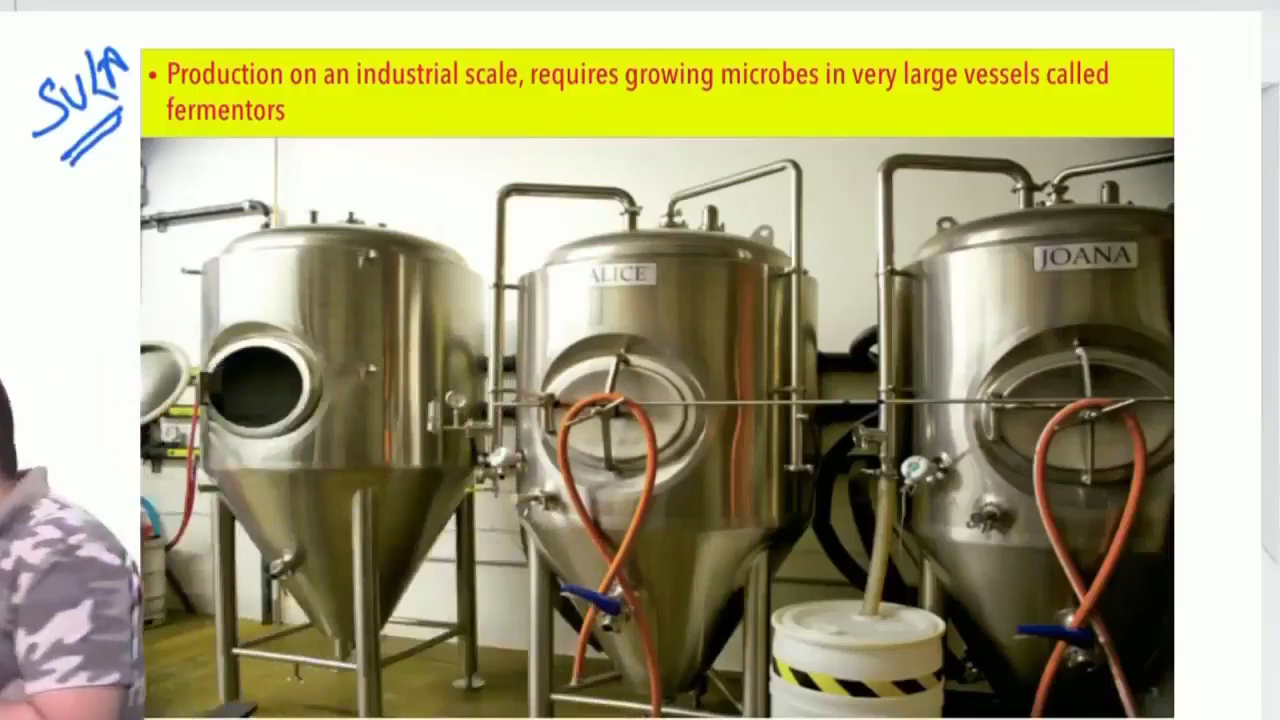 SULA
• Production on an industrial scale, requires growing microbes in very large vessels called
fermentors
ALICE
JOANA